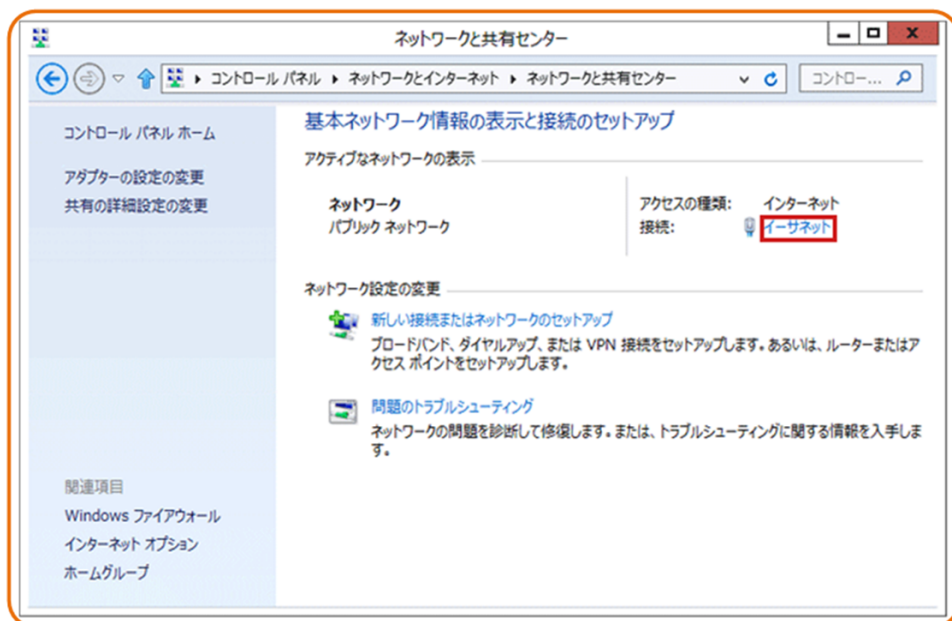 ネットワークと共有センター
コントロール パネル ネットワークとインターネット ネットワークと共有センター コントロー...
コントロール パネル ホーム
アダプターの設定の変更
共有の詳細設定の変更
基本ネットワーク情報の表示と接続のセットアップ
アクティブなネットワークの表示
ネットワーク
パブリック ネットワーク
アクセスの種類: インターネット
接続: イーサネット
ネットワーク設定の変更
新しい接続またはネットワークのセットアップ
ブロードバンド、ダイヤルアップ、または VPN 接続をセットアップします。あるいは、ルーターまたはア
クセス ポイントをセットアップします。
問題のトラブルシューティング
ネットワークの問題を診断して修復します。または、トラブルシューティングに関する情報を入手しま
す。
関連項目
Windows ファイアウォール
インターネット オプション
ホームグループ